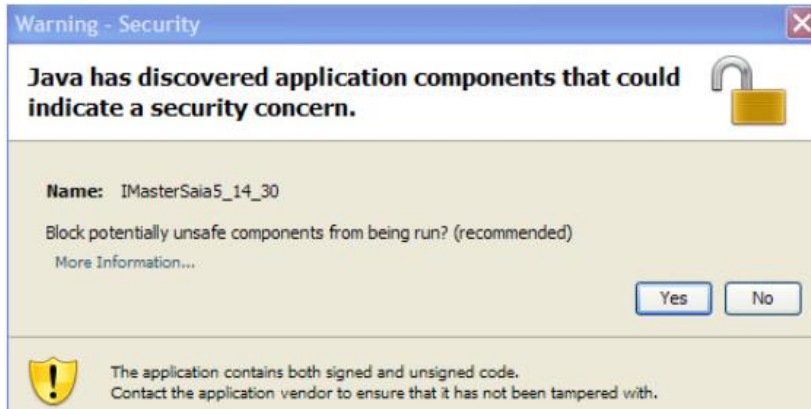 Warning - Security
Java has discovered application components that could
indicate a security concern.
Name: IMasterSaia5_14_30
Block potentially unsafe components from being run? (recommended)
More Information...
Yes No
The application contains both signed and unsigned code.
Contact the application vendor to ensure that it has not been tampered with.